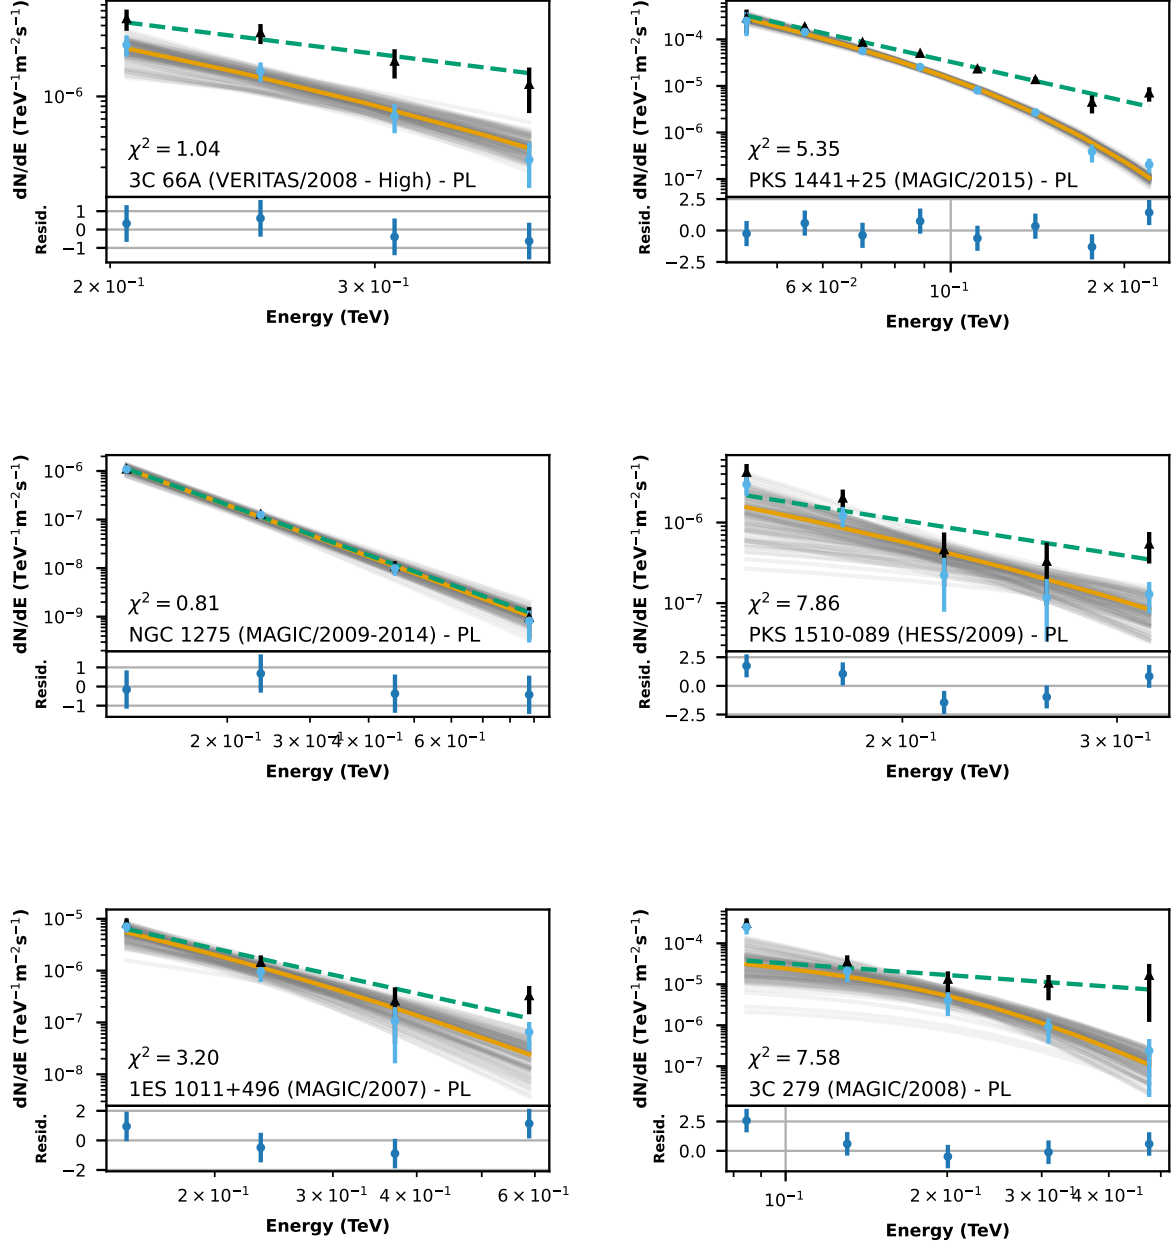 dN/dE (TeV⁻¹m⁻²s⁻¹)
10⁻⁶
χ² = 1.04
3C 66A (VERITAS/2008 - High) - PL
Resid.
1
0
−1
2 × 10⁻¹ 3 × 10⁻¹
Energy (TeV)
dN/dE (TeV⁻¹m⁻²s⁻¹)
10⁻⁴
10⁻⁵
10⁻⁶
10⁻⁷
χ² = 5.35
PKS 1441+25 (MAGIC/2015) - PL
Resid.
2.5
0.0
−2.5
6 × 10⁻² 10⁻¹ 2 × 10⁻¹
Energy (TeV)
dN/dE (TeV⁻¹m⁻²s⁻¹)
10⁻⁶
10⁻⁷
10⁻⁸
10⁻⁹
χ² = 0.81
NGC 1275 (MAGIC/2009-2014) - PL
Resid.
1
0
−1
2 × 10⁻¹ 3 × 10⁻¹ 4 × 10⁻¹ 6 × 10⁻¹
Energy (TeV)
dN/dE (TeV⁻¹m⁻²s⁻¹)
10⁻⁶
10⁻⁷
χ² = 7.86
PKS 1510-089 (HESS/2009) - PL
Resid.
2.5
0.0
−2.5
2 × 10⁻¹ 3 × 10⁻¹
Energy (TeV)
dN/dE (TeV⁻¹m⁻²s⁻¹)
10⁻⁵
10⁻⁶
10⁻⁷
10⁻⁸
χ² = 3.20
1ES 1011+496 (MAGIC/2007) - PL
Resid.
2
0
−2
2 × 10⁻¹ 3 × 10⁻¹ 4 × 10⁻¹ 6 × 10⁻¹
Energy (TeV)
dN/dE (TeV⁻¹m⁻²s⁻¹)
10⁻⁴
10⁻⁵
10⁻⁶
10⁻⁷
χ² = 7.58
3C 279 (MAGIC/2008) - PL
Resid.
2.5
0.0
10⁻¹ 2 × 10⁻¹ 3 × 10⁻¹ 4 × 10⁻¹
Energy (TeV)